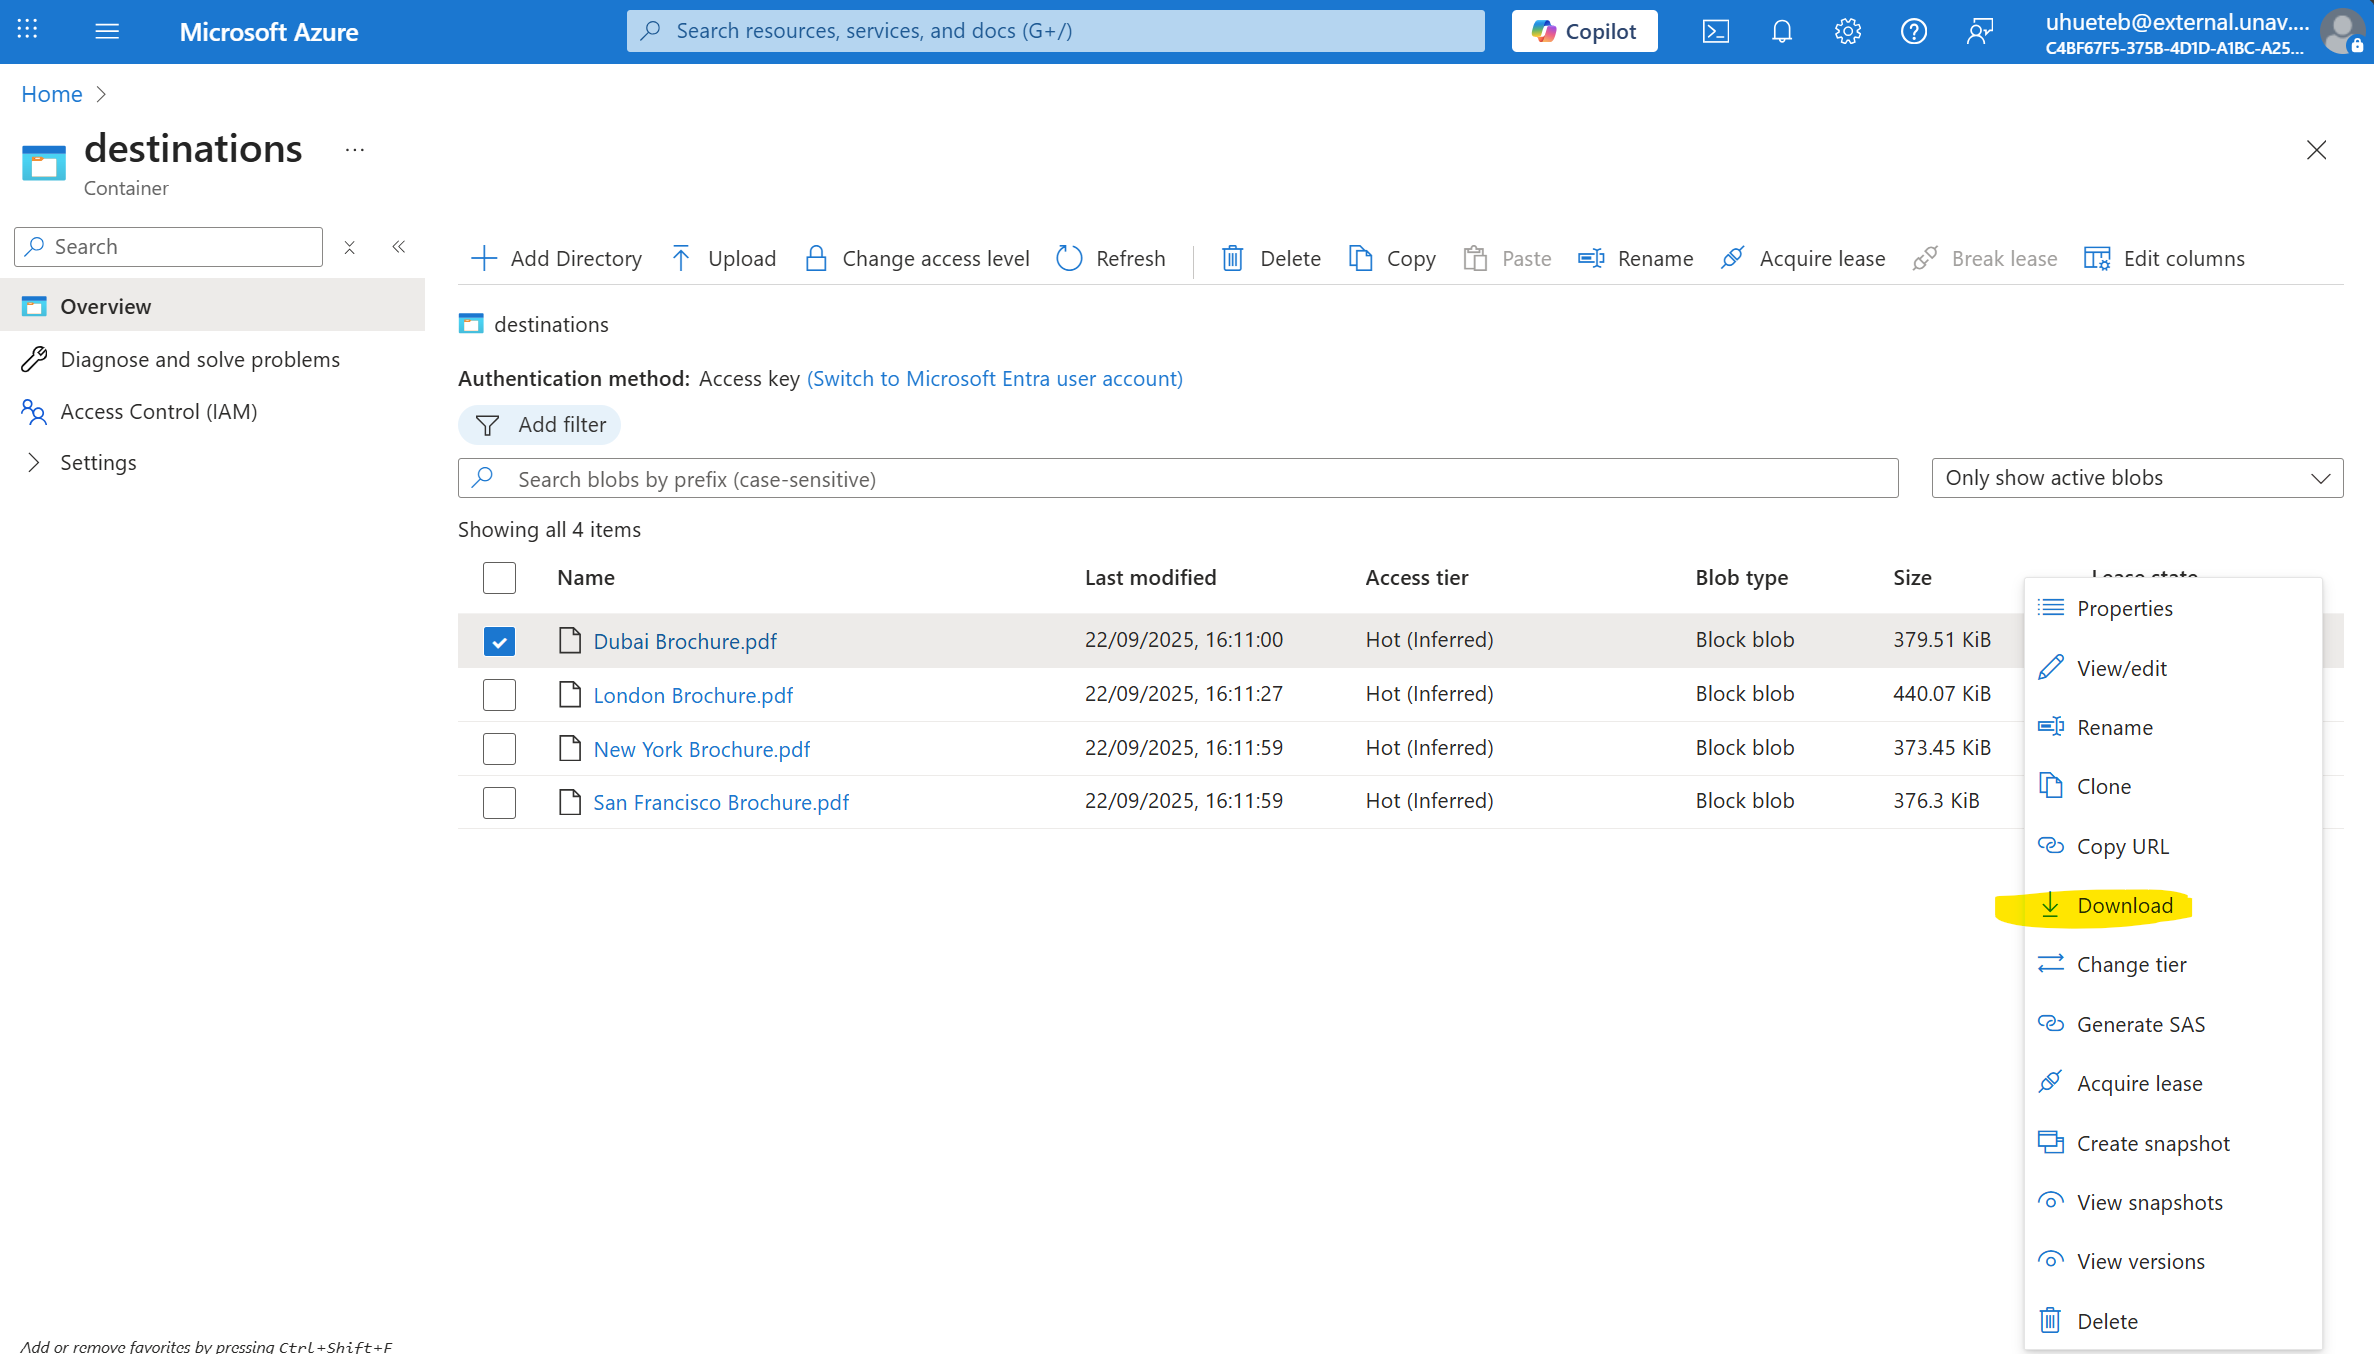 Microsoft Azure
Search resources, services, and docs (G+/)
Copilot
uhueteb@external.unav....
C4BF67F5-375B-4D1D-A1BC-A25...
Home
destinations
...
Container
Search
Add Directory
Upload
Change access level
Refresh
Delete
Copy
Paste
Rename
Acquire lease
Break lease
Edit columns
Overview
Diagnose and solve problems
Access Control (IAM)
Settings
destinations
Authentication method: Access key (Switch to Microsoft Entra user account)
Add filter
Search blobs by prefix (case-sensitive)
Only show active blobs
Showing all 4 items
Name Last modified Access tier Blob type Size Lease state
Dubai Brochure.pdf 22/09/2025, 16:11:00 Hot (Inferred) Block blob 379.51 KiB
London Brochure.pdf 22/09/2025, 16:11:27 Hot (Inferred) Block blob 440.07 KiB
New York Brochure.pdf 22/09/2025, 16:11:59 Hot (Inferred) Block blob 373.45 KiB
San Francisco Brochure.pdf 22/09/2025, 16:11:59 Hot (Inferred) Block blob 376.3 KiB
Properties
View/edit
Rename
Clone
Copy URL
Download
Change tier
Generate SAS
Acquire lease
Create snapshot
View snapshots
View versions
Delete
Add or remove favorites by pressing Ctrl+Shift+F